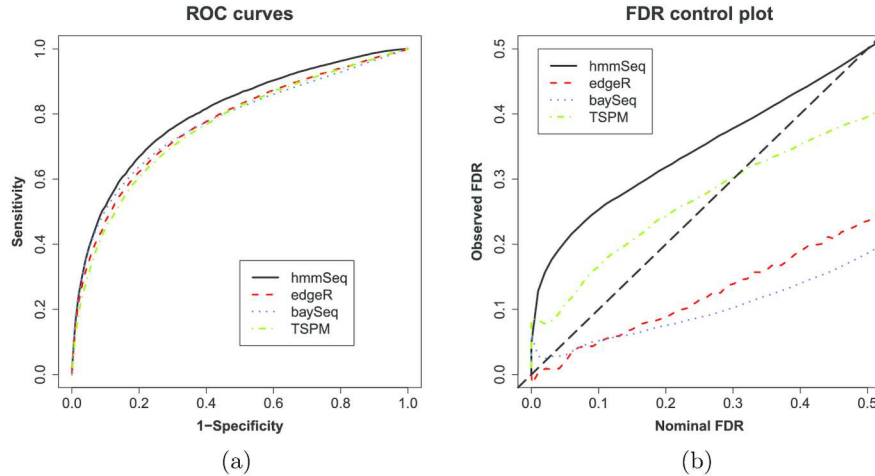 ROC curves
1.0
0.8
0.6
0.4
0.2
0.0
Sensitivity
hmmSeq
edgeR
baySeq
TSPM
0.0 0.2 0.4 0.6 0.8 1.0
1−Specificity
(a)
FDR control plot
0.5
0.4
0.3
0.2
0.1
0.0
Observed FDR
hmmSeq
edgeR
baySeq
TSPM
0.0 0.1 0.2 0.3 0.4 0.5
Nominal FDR
(b)